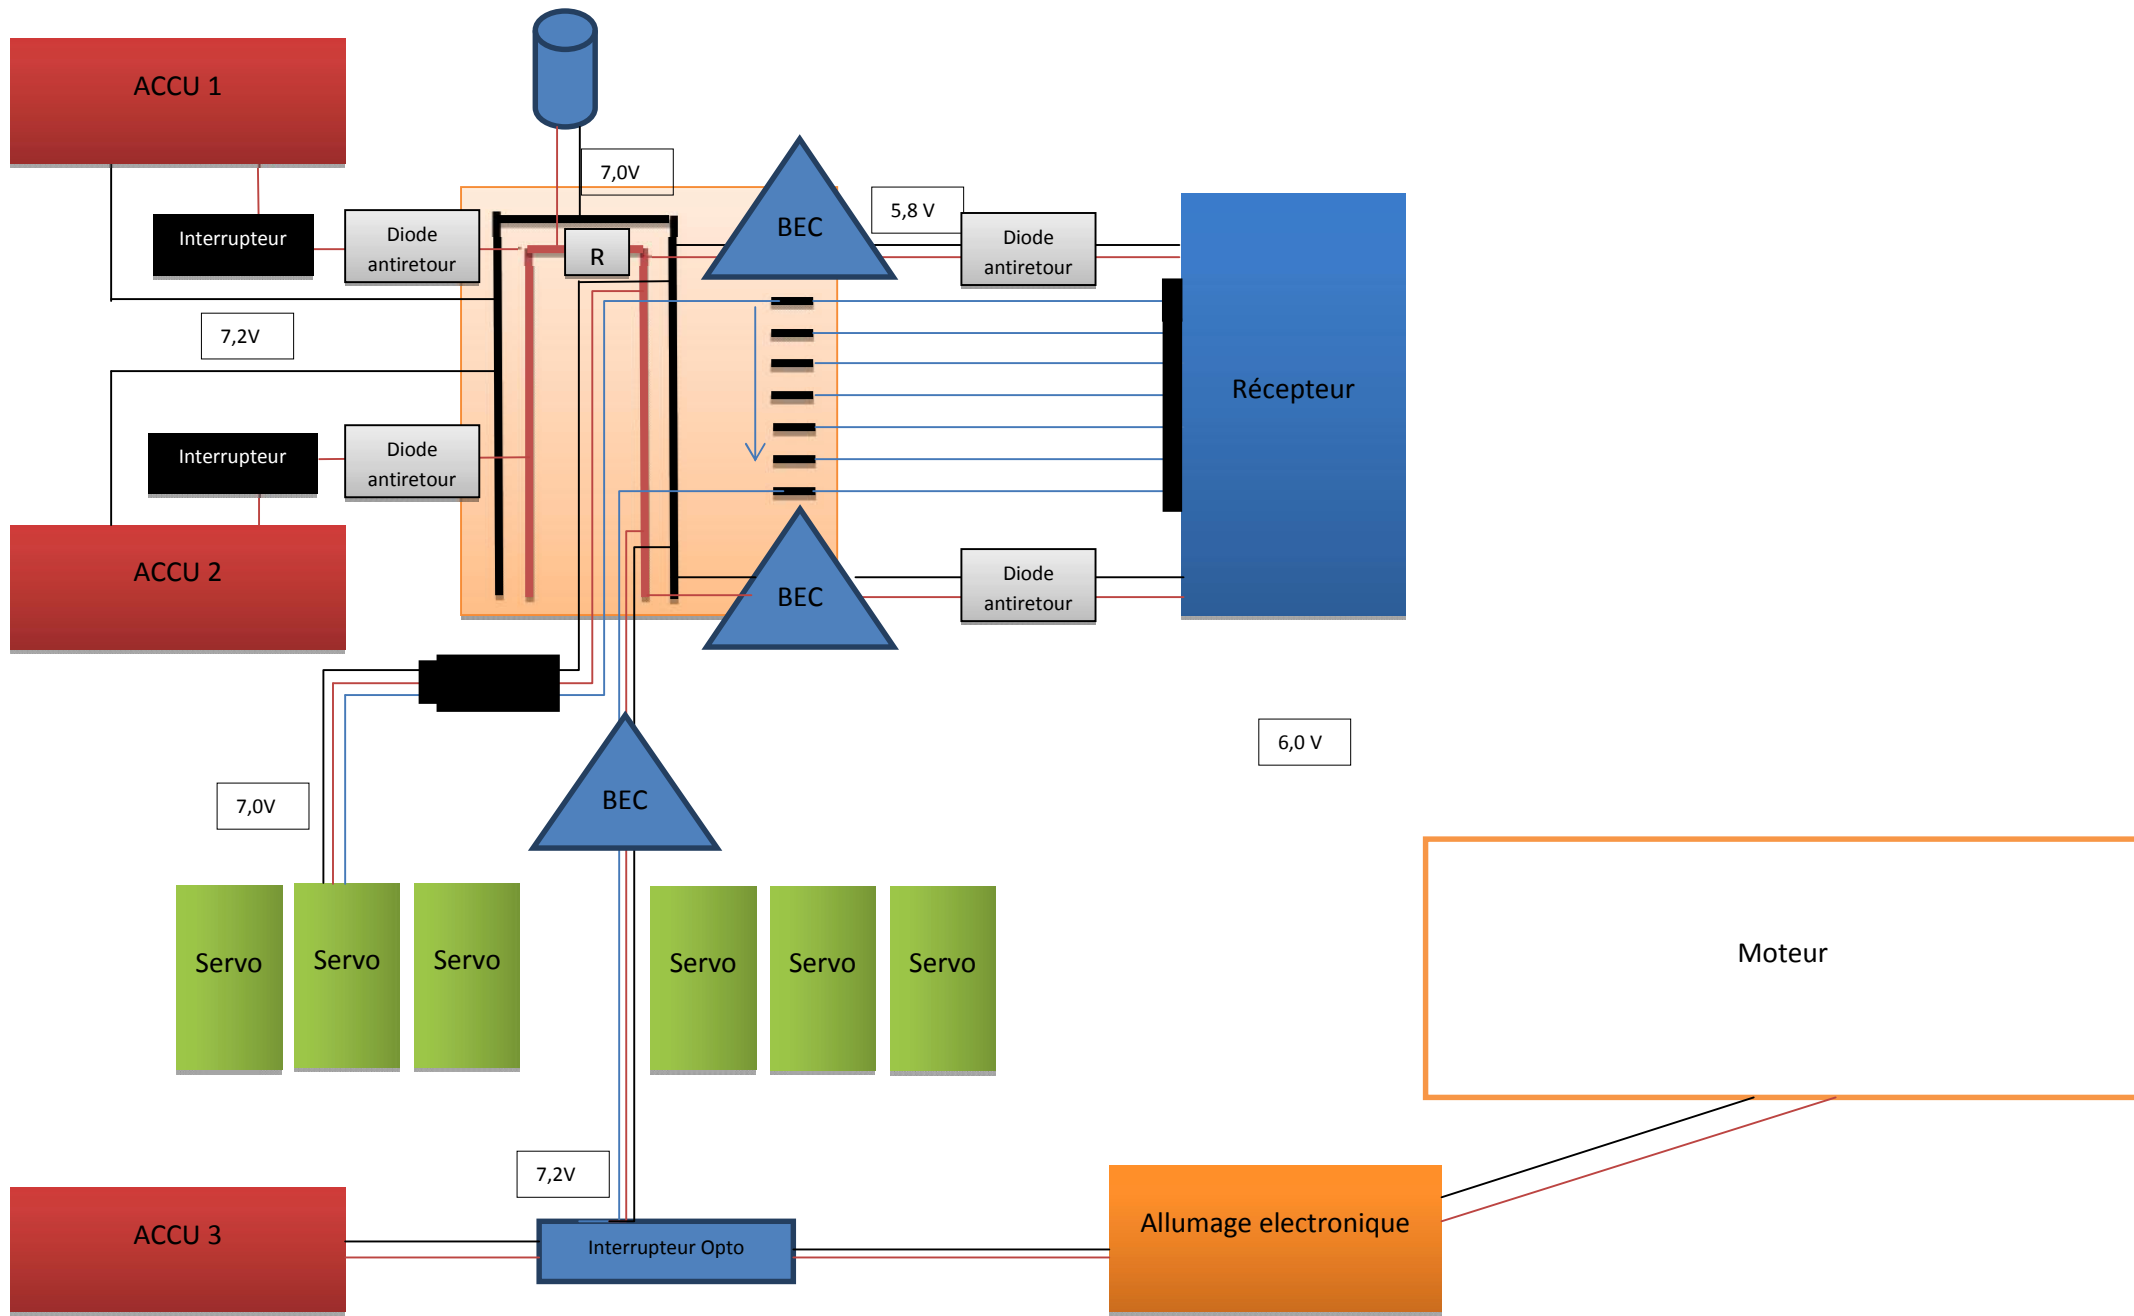 ACCU 1
7,0V
BEC
5,8 V
Interrupteur
Diode
antiretour
R
Diode
antiretour
7,2V
Récepteur
Interrupteur
Diode
antiretour
ACCU 2
BEC
Diode
antiretour
6,0 V
7,0V
BEC
Servo
Servo
Servo
Servo
Servo
Servo
Moteur
7,2V
ACCU 3
Interrupteur Opto
Allumage electronique